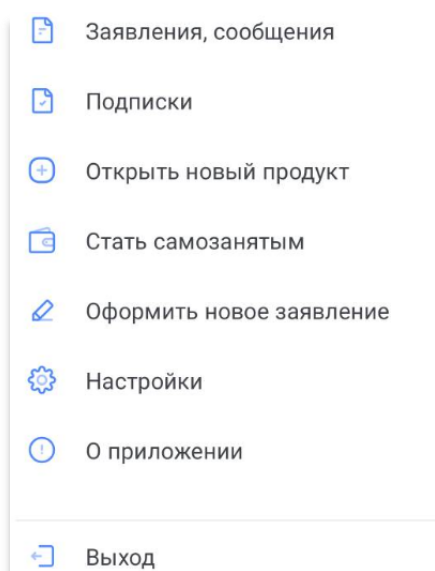 Заявления, сообщения
Подписки
Открыть новый продукт
Стать самозанятым
Оформить новое заявление
Настройки
О приложении
Выход